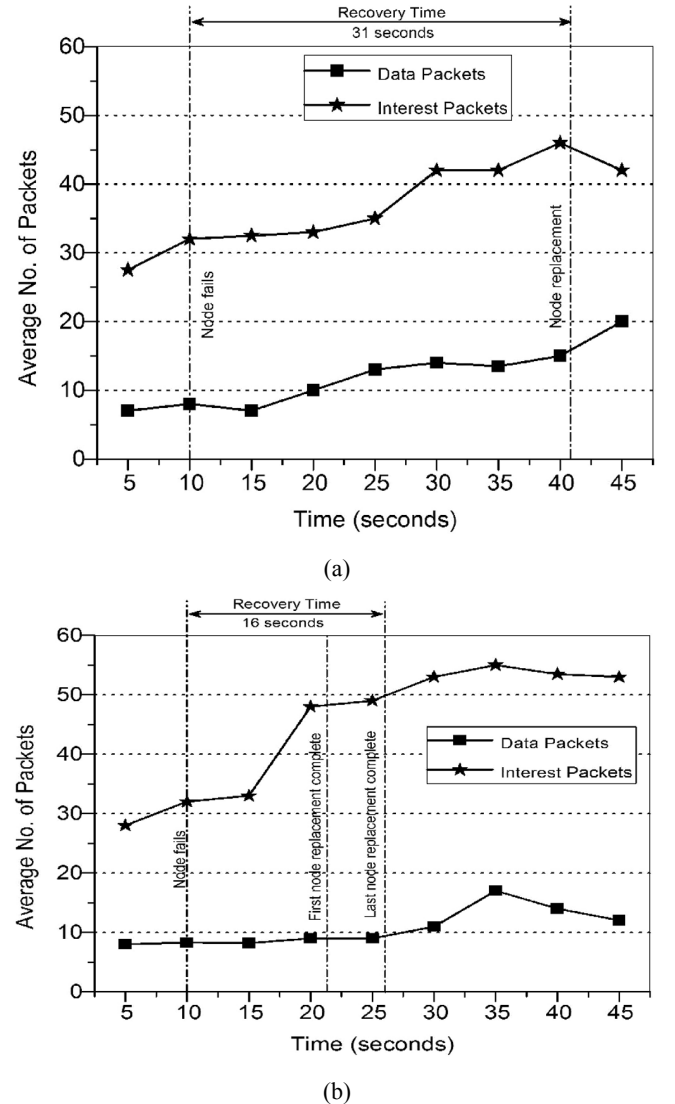 Recovery Time
31 seconds
60
50
40
30
20
10
0
Average No. of Packets
Data Packets
Interest Packets
Node fails
Node replacement
5 10 15 20 25 30 35 40 45
Time (seconds)
(a)
Recovery Time
16 seconds
60
50
40
30
20
10
0
Average No. of Packets
Data Packets
Interest Packets
Node fails
First node replacement complete
Last node replacement complete
5 10 15 20 25 30 35 40 45
Time (seconds)
(b)